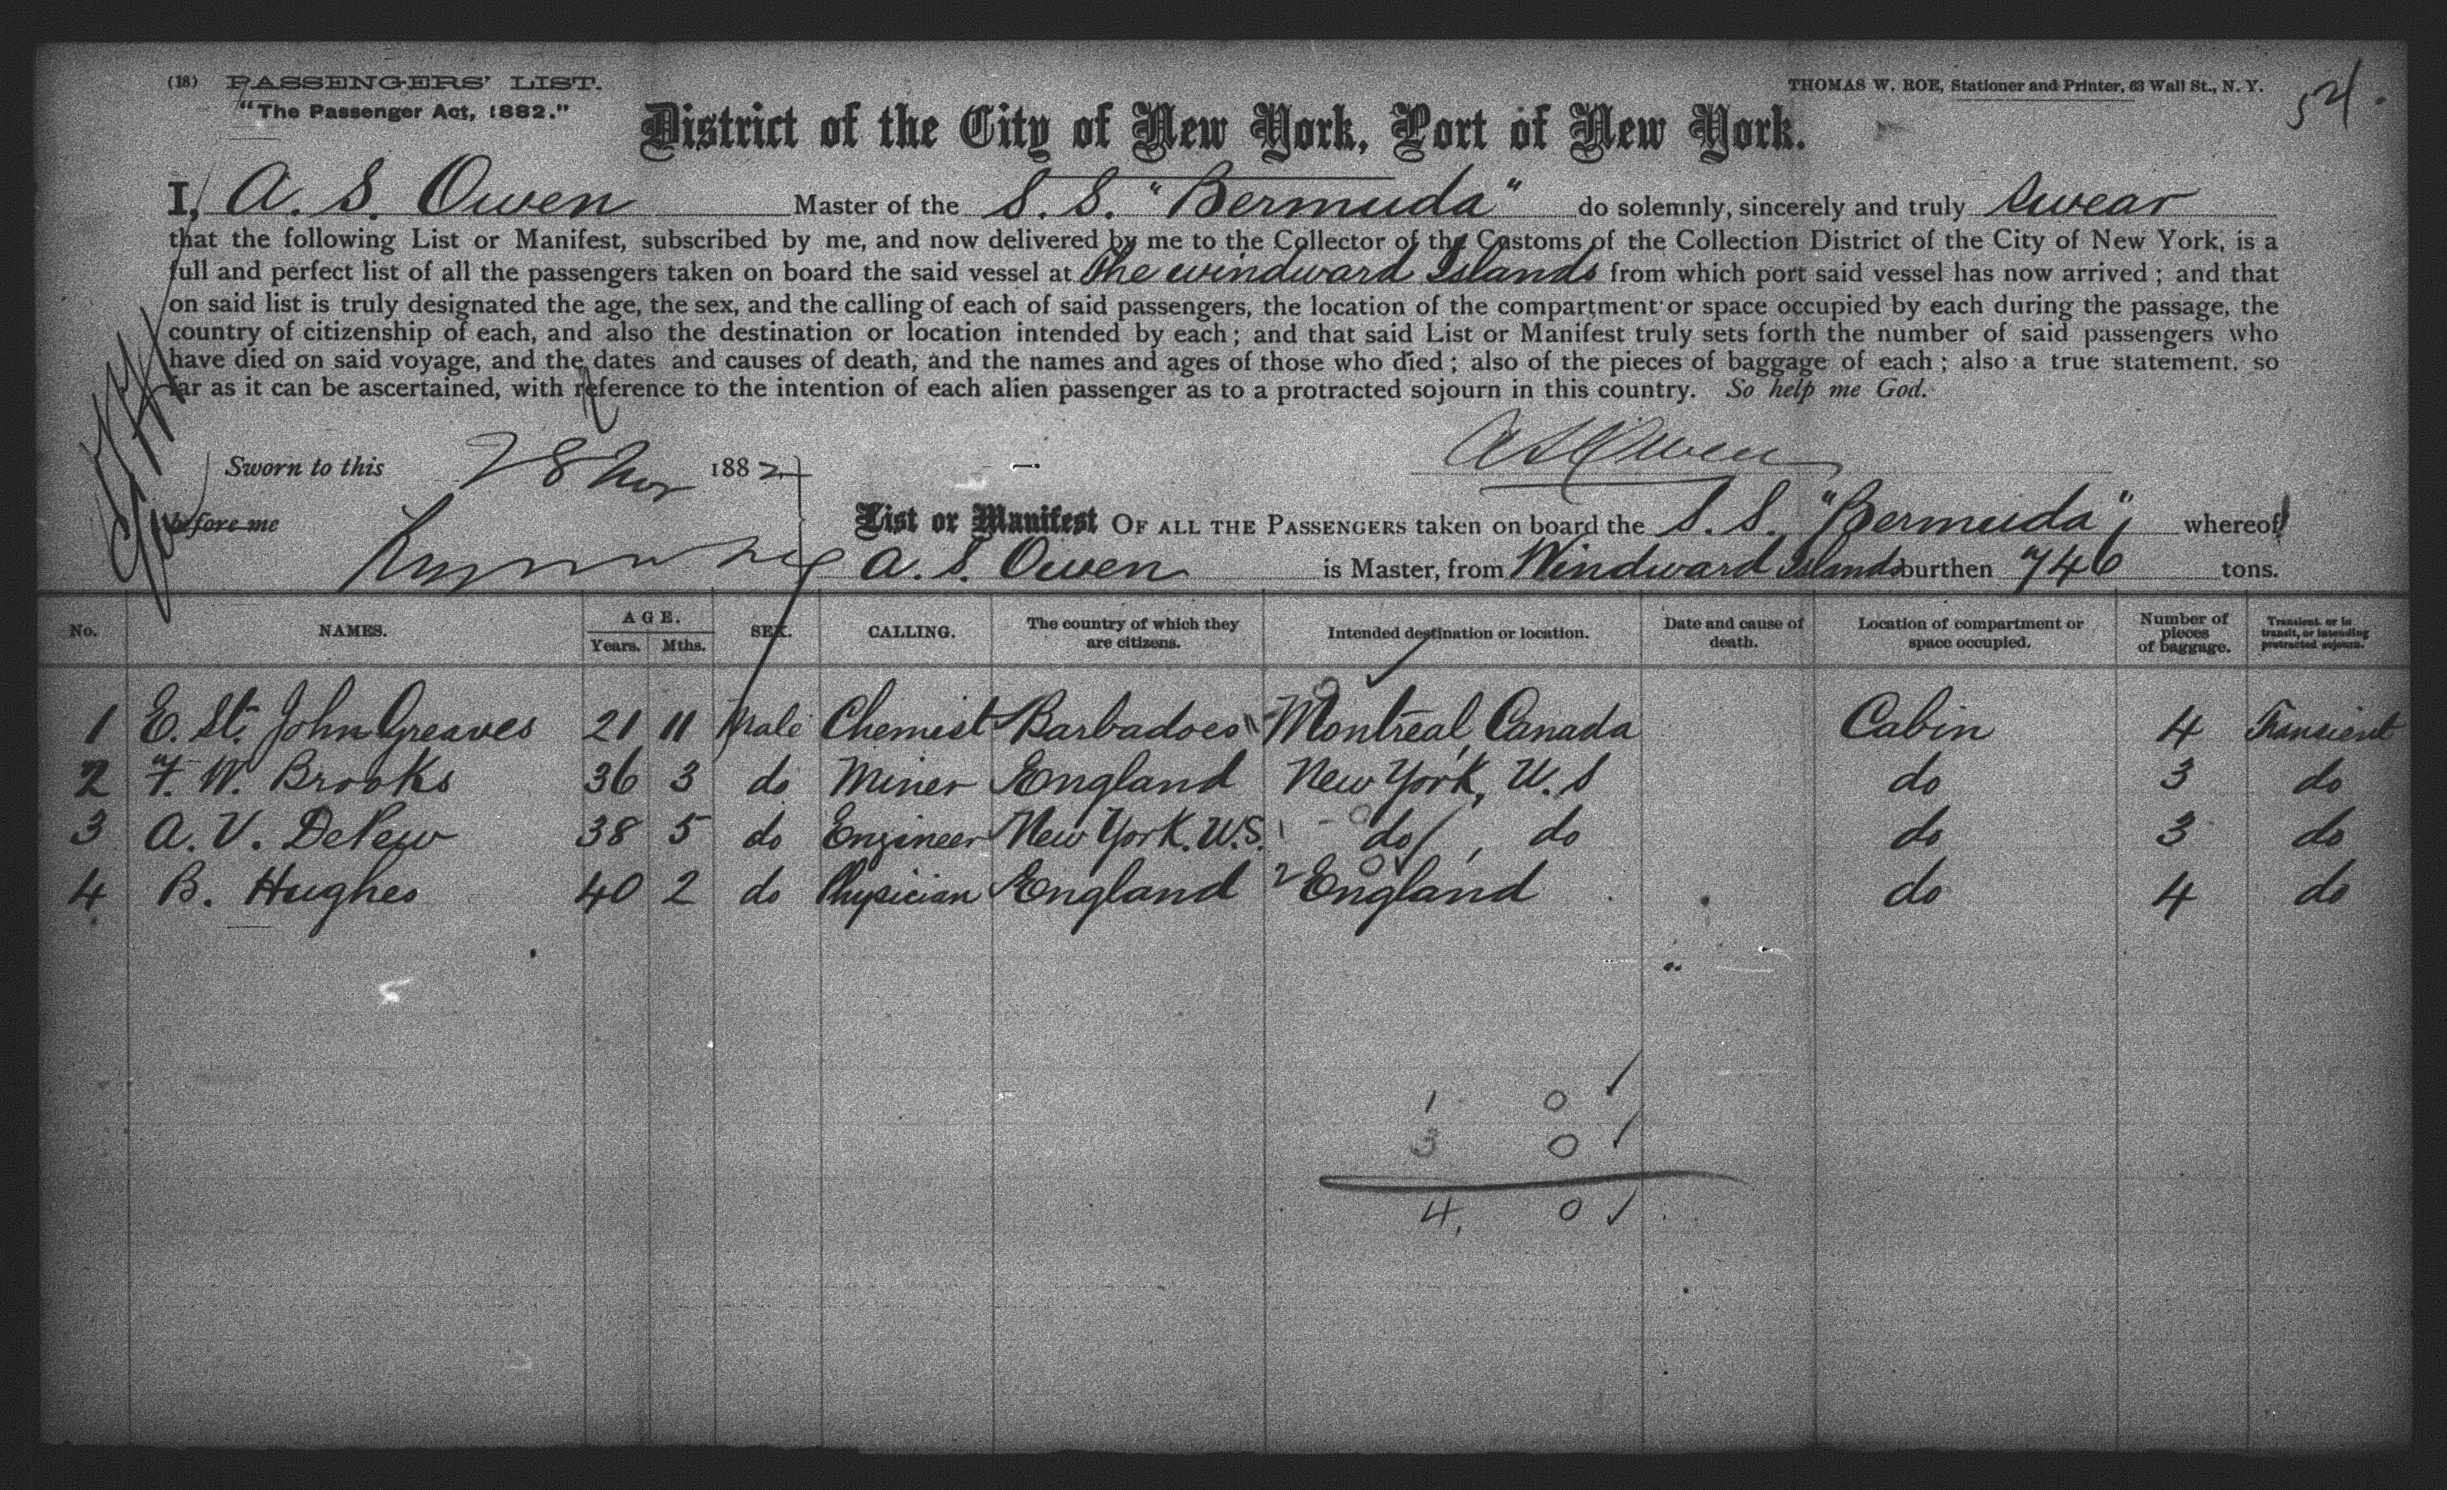 (18) PASSENGERS' LIST.
THOMAS W. ROE, Stationer and Printer, 63 Wall St., N. Y.
54.
"The Passenger Act, 1882."
District of the City of New York, Port of New York.
I, A. S. Owen Master of the S. S. "Bermuda" do solemnly, sincerely and truly swear
that the following List or Manifest, subscribed by me, and now delivered by me to the Collector of the Customs of the Collection District of the City of New York, is a
full and perfect list of all the passengers taken on board the said vessel at the windward Islands from which port said vessel has now arrived; and that
on said list is truly designated the age, the sex, and the calling of each of said passengers, the location of the compartment or space occupied by each during the passage, the
country of citizenship of each, and also the destination or location intended by each; and that said List or Manifest truly sets forth the number of said passengers who
have died on said voyage, and the dates and causes of death, and the names and ages of those who died; also of the pieces of baggage of each; also a true statement, so
far as it can be ascertained, with reference to the intention of each alien passenger as to a protracted sojourn in this country. So help me God.
A S Owen
Sworn to this 28 Nov 1882
before me
List or Manifest OF ALL THE PASSENGERS taken on board the S. S. "Bermuda", whereof
A. S. Owen is Master, from Windward Islands burthen 746 tons.
No. NAMES. AGE. Years. Mths. SEX. CALLING. The country of which they are citizens. Intended destination or location. Date and cause of death. Location of compartment or space occupied. Number of pieces of baggage. Transient, or in transit, or intending protracted sojourn.
1 E. St. John Greaves 21 11 Male Chemist Barbadoes Montreal, Canada Cabin 4 Transient
2 F. W. Brooks 36 3 do Miner England New York, U. S do 3 do
3 A. V. DePew 38 5 do Engineer New York. U.S. do, do do 3 do
4 B. Hughes 40 2 do Physician England England do 4 do
1 0 ✓
3 0 ✓
4. 0 ✓